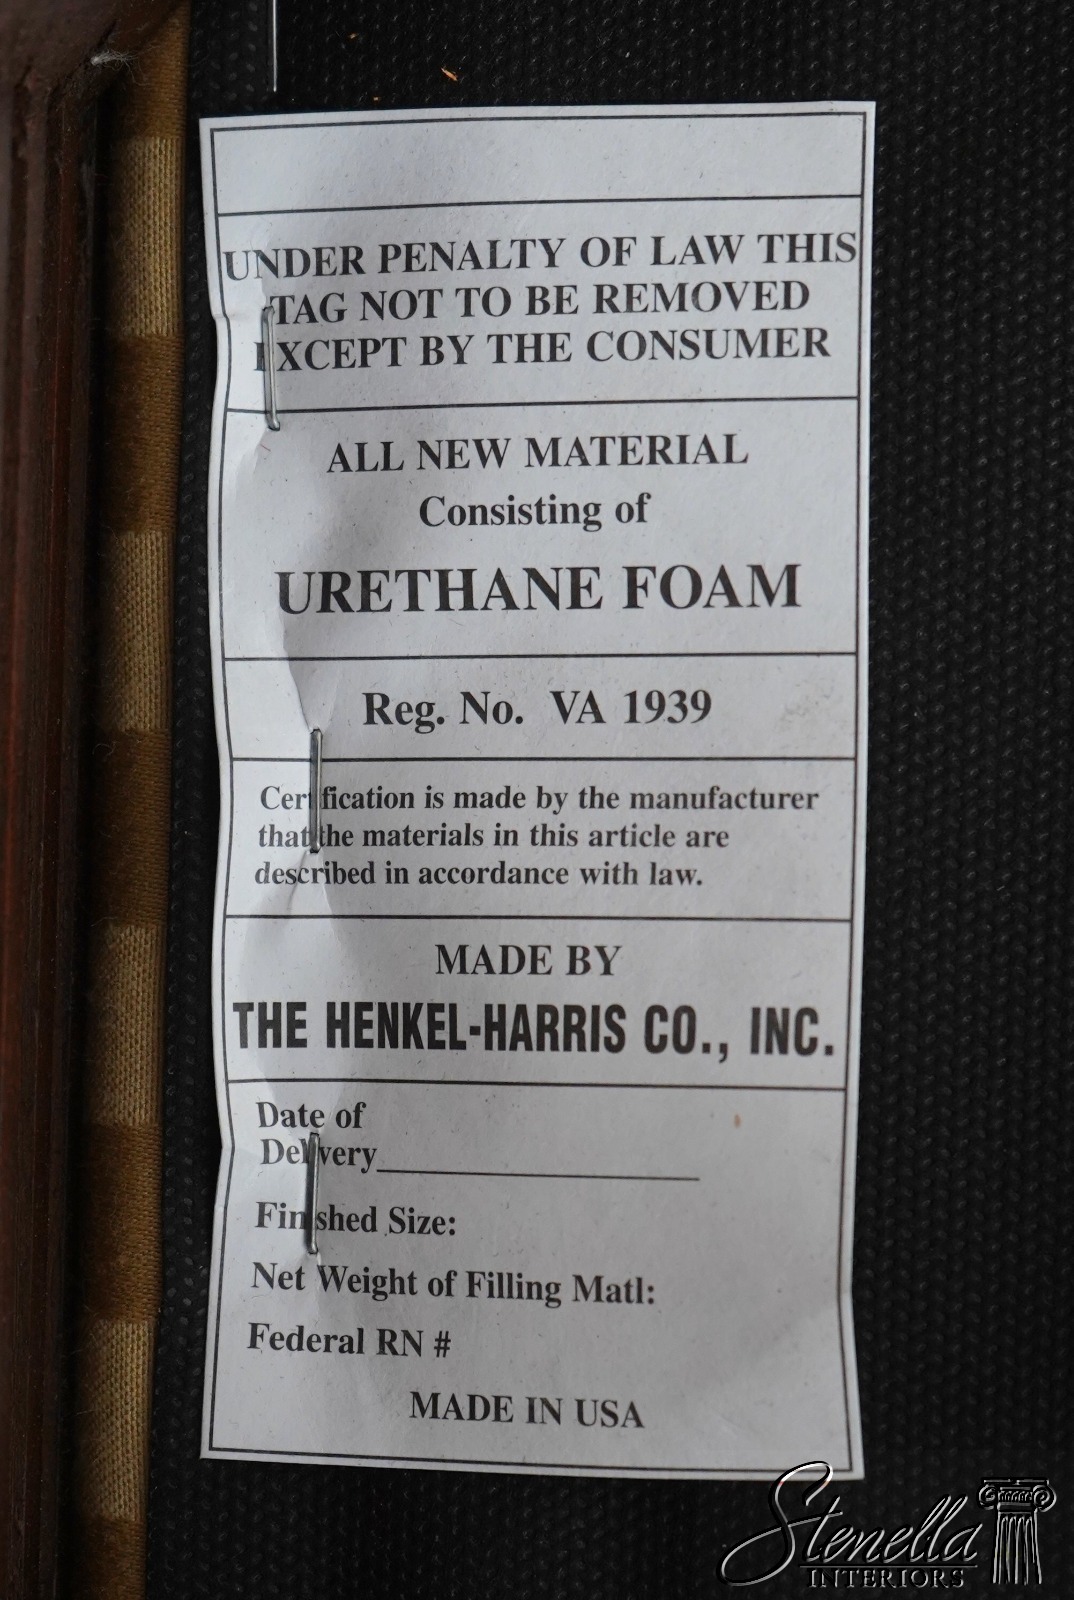 UNDER PENALTY OF LAW THIS
TAG NOT TO BE REMOVED
EXCEPT BY THE CONSUMER
ALL NEW MATERIAL
Consisting of
URETHANE FOAM
Reg. No. VA 1939
Certification is made by the manufacturer
that the materials in this article are
described in accordance with law.
MADE BY
THE HENKEL-HARRIS CO., INC.
Date of
Delivery
Finished Size:
Net Weight of Filling Matl:
Federal RN #
MADE IN USA
Stenella
INTERIORS